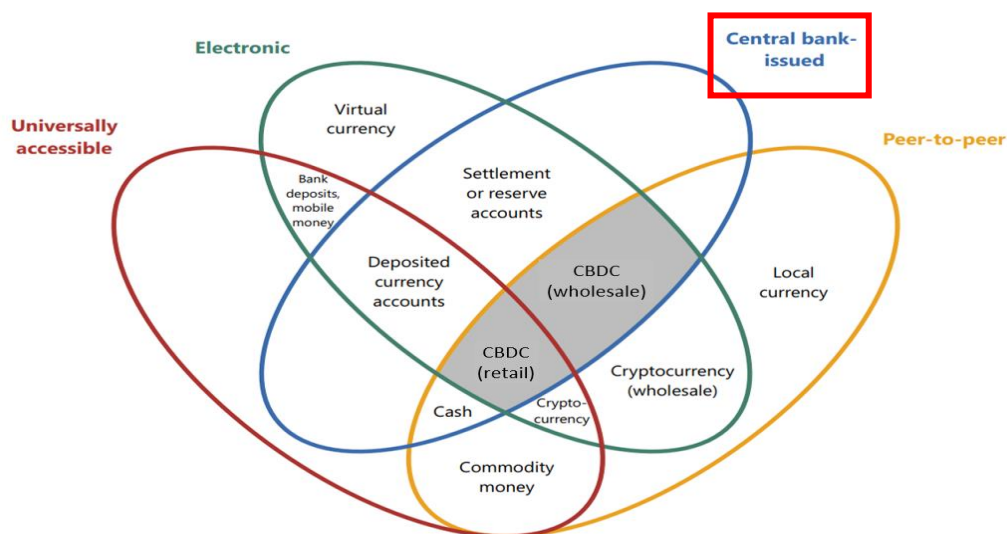 Electronic
Central bank-
issued
Universally
accessible
Peer-to-peer
Virtual
currency
Bank
deposits,
mobile
money
Settlement
or reserve
accounts
Deposited
currency
accounts
CBDC
(wholesale)
Local
currency
CBDC
(retail)
Cryptocurrency
(wholesale)
Cash
Crypto-
currency
Commodity
money